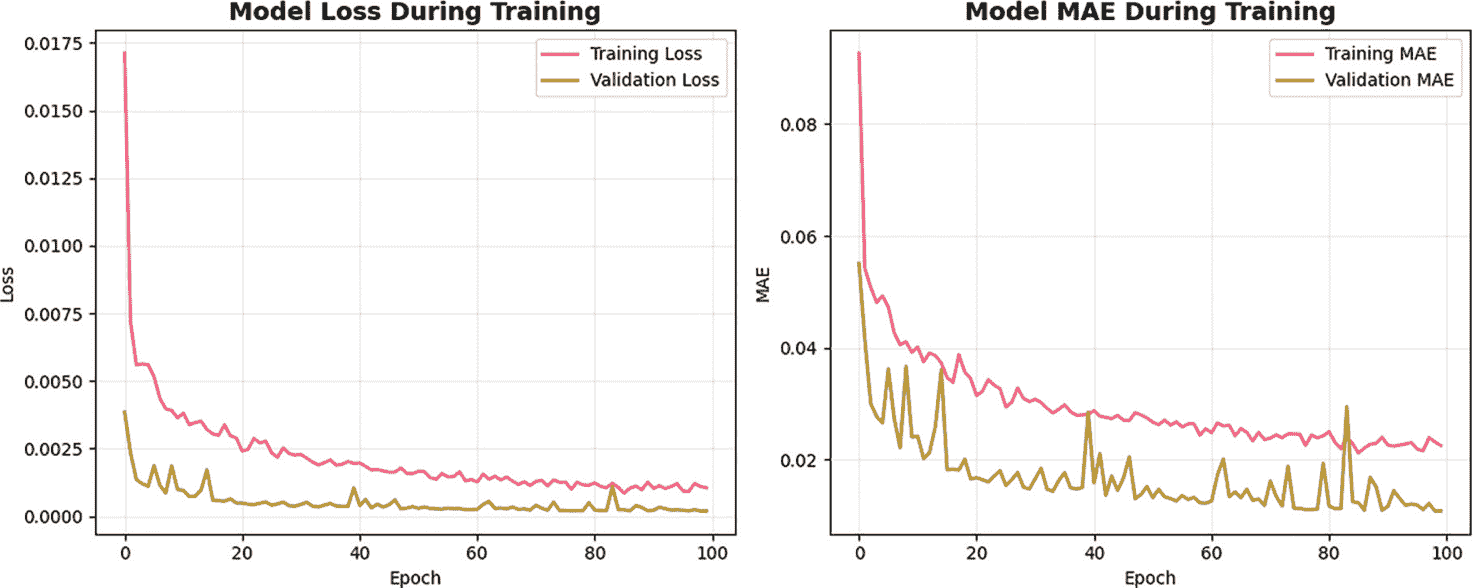 Model Loss During Training
0.0175
0.0150
0.0125
0.0100
0.0075
0.0050
0.0025
0.0000
Loss
Training Loss
Validation Loss
0 20 40 60 80 100
Epoch
Model MAE During Training
0.08
0.06
0.04
0.02
MAE
Training MAE
Validation MAE
0 20 40 60 80 100
Epoch